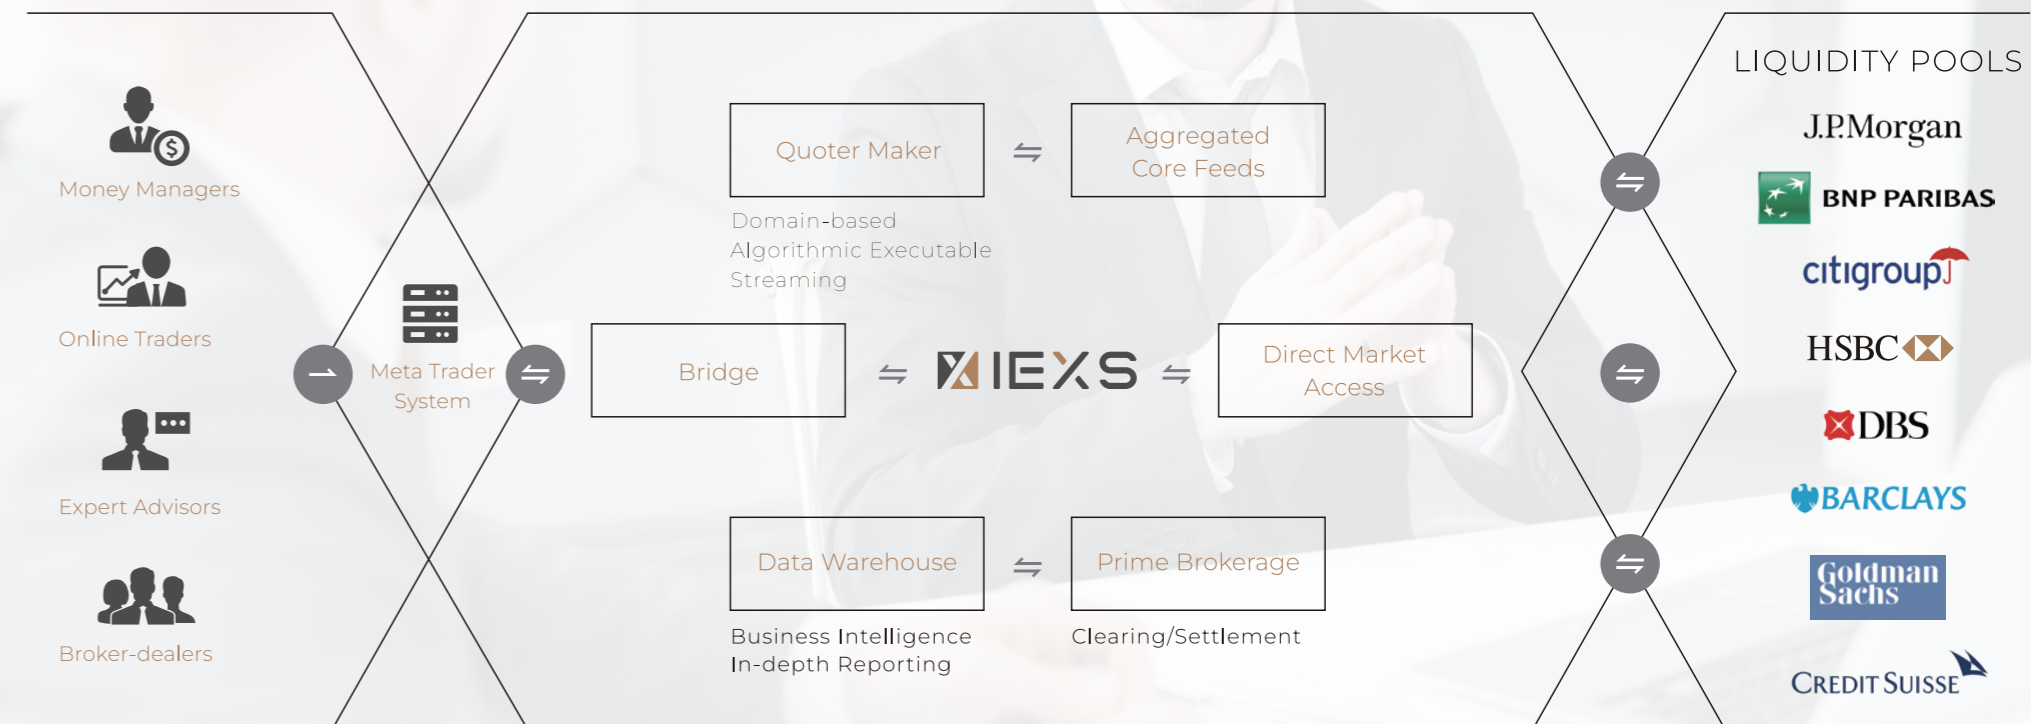 Money Managers
Online Traders
Expert Advisors
Broker-dealers
Meta Trader
System
Quoter Maker
Domain-based
Algorithmic Executable
Streaming
Aggregated
Core Feeds
Bridge
IEXS
Direct Market
Access
Data Warehouse
Business Intelligence
In-depth Reporting
Prime Brokerage
Clearing/Settlement
LIQUIDITY POOLS
J.P.Morgan
BNP PARIBAS
citigroup
HSBC
DBS
BARCLAYS
Goldman
Sachs
CREDIT SUISSE